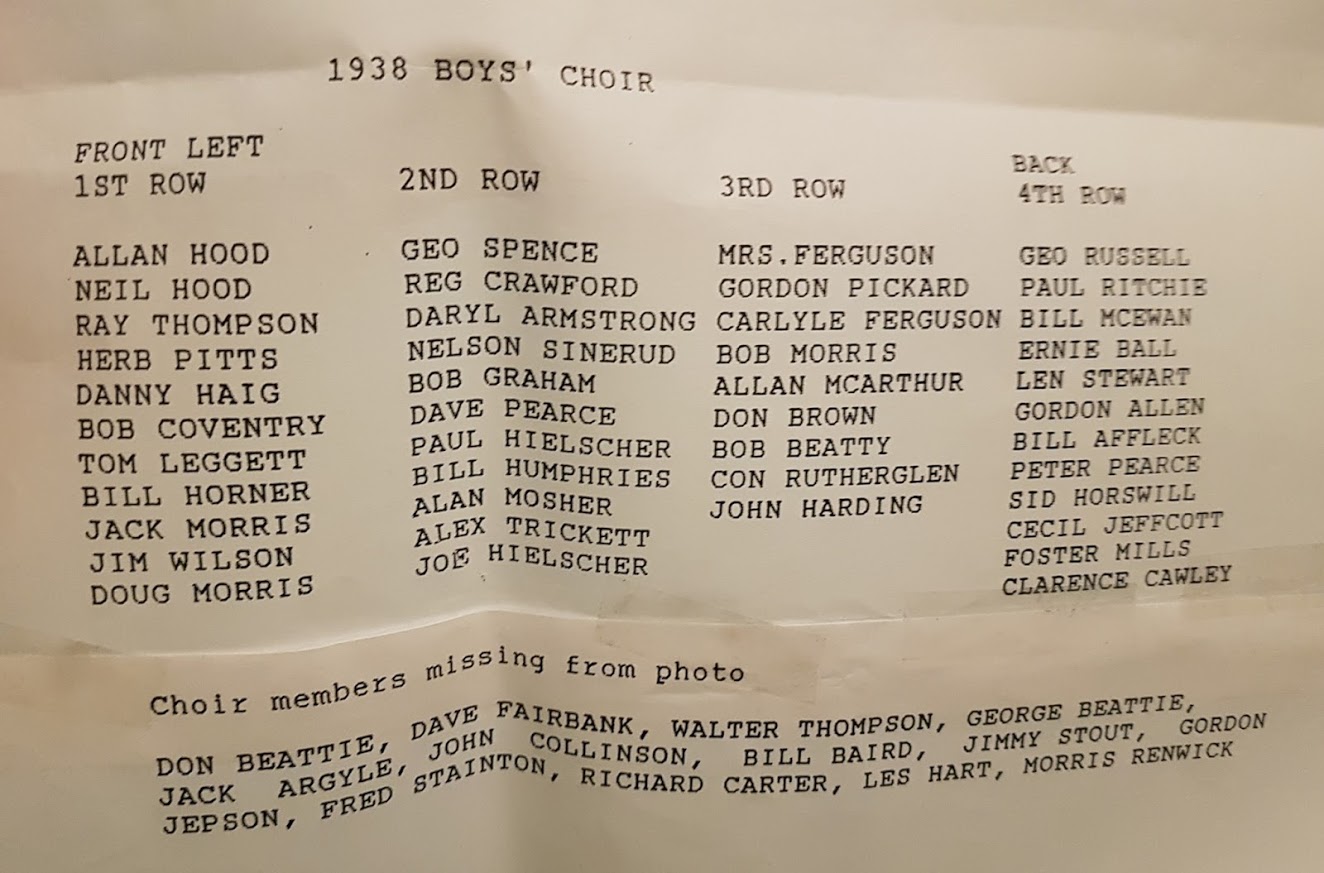 1938 BOYS' CHOIR
FRONT LEFT
1ST ROW
ALLAN HOOD
NEIL HOOD
RAY THOMPSON
HERB PITTS
DANNY HAIG
BOB COVENTRY
TOM LEGGETT
BILL HORNER
JACK MORRIS
JIM WILSON
DOUG MORRIS
2ND ROW
GEO SPENCE
REG CRAWFORD
DARYL ARMSTRONG
NELSON SINERUD
BOB GRAHAM
DAVE PEARCE
PAUL HIELSCHER
BILL HUMPHRIES
ALAN MOSHER
ALEX TRICKETT
JOE HIELSCHER
3RD ROW
MRS.FERGUSON
GORDON PICKARD
CARLYLE FERGUSON
BOB MORRIS
ALLAN MCARTHUR
DON BROWN
BOB BEATTY
CON RUTHERGLEN
JOHN HARDING
BACK
4TH ROW
GEO RUSSELL
PAUL RITCHIE
BILL MCEWAN
ERNIE BALL
LEN STEWART
GORDON ALLEN
BILL AFFLECK
PETER PEARCE
SID HORSWILL
CECIL JEFFCOTT
FOSTER MILLS
CLARENCE CAWLEY
Choir members missing from photo
DON BEATTIE, DAVE FAIRBANK, WALTER THOMPSON, GEORGE BEATTIE,
JACK ARGYLE, JOHN COLLINSON, BILL BAIRD, JIMMY STOUT, GORDON
JEPSON, FRED STAINTON, RICHARD CARTER, LES HART, MORRIS RENWICK